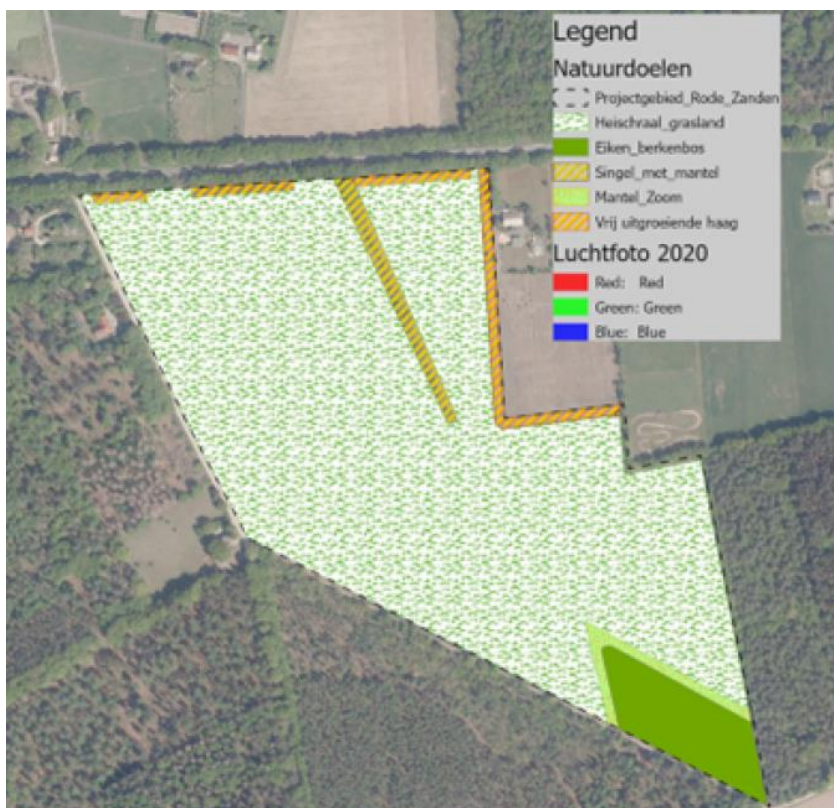 Legend
Natuurdoelen
Projectgebied_Rode_Zanden
Heischraal_grasland
Eiken_berkenbos
Singel_met_mantel
Mantel_Zoom
Vrij uitgroeiende haag
Luchtfoto 2020
Red: Red
Green: Green
Blue: Blue